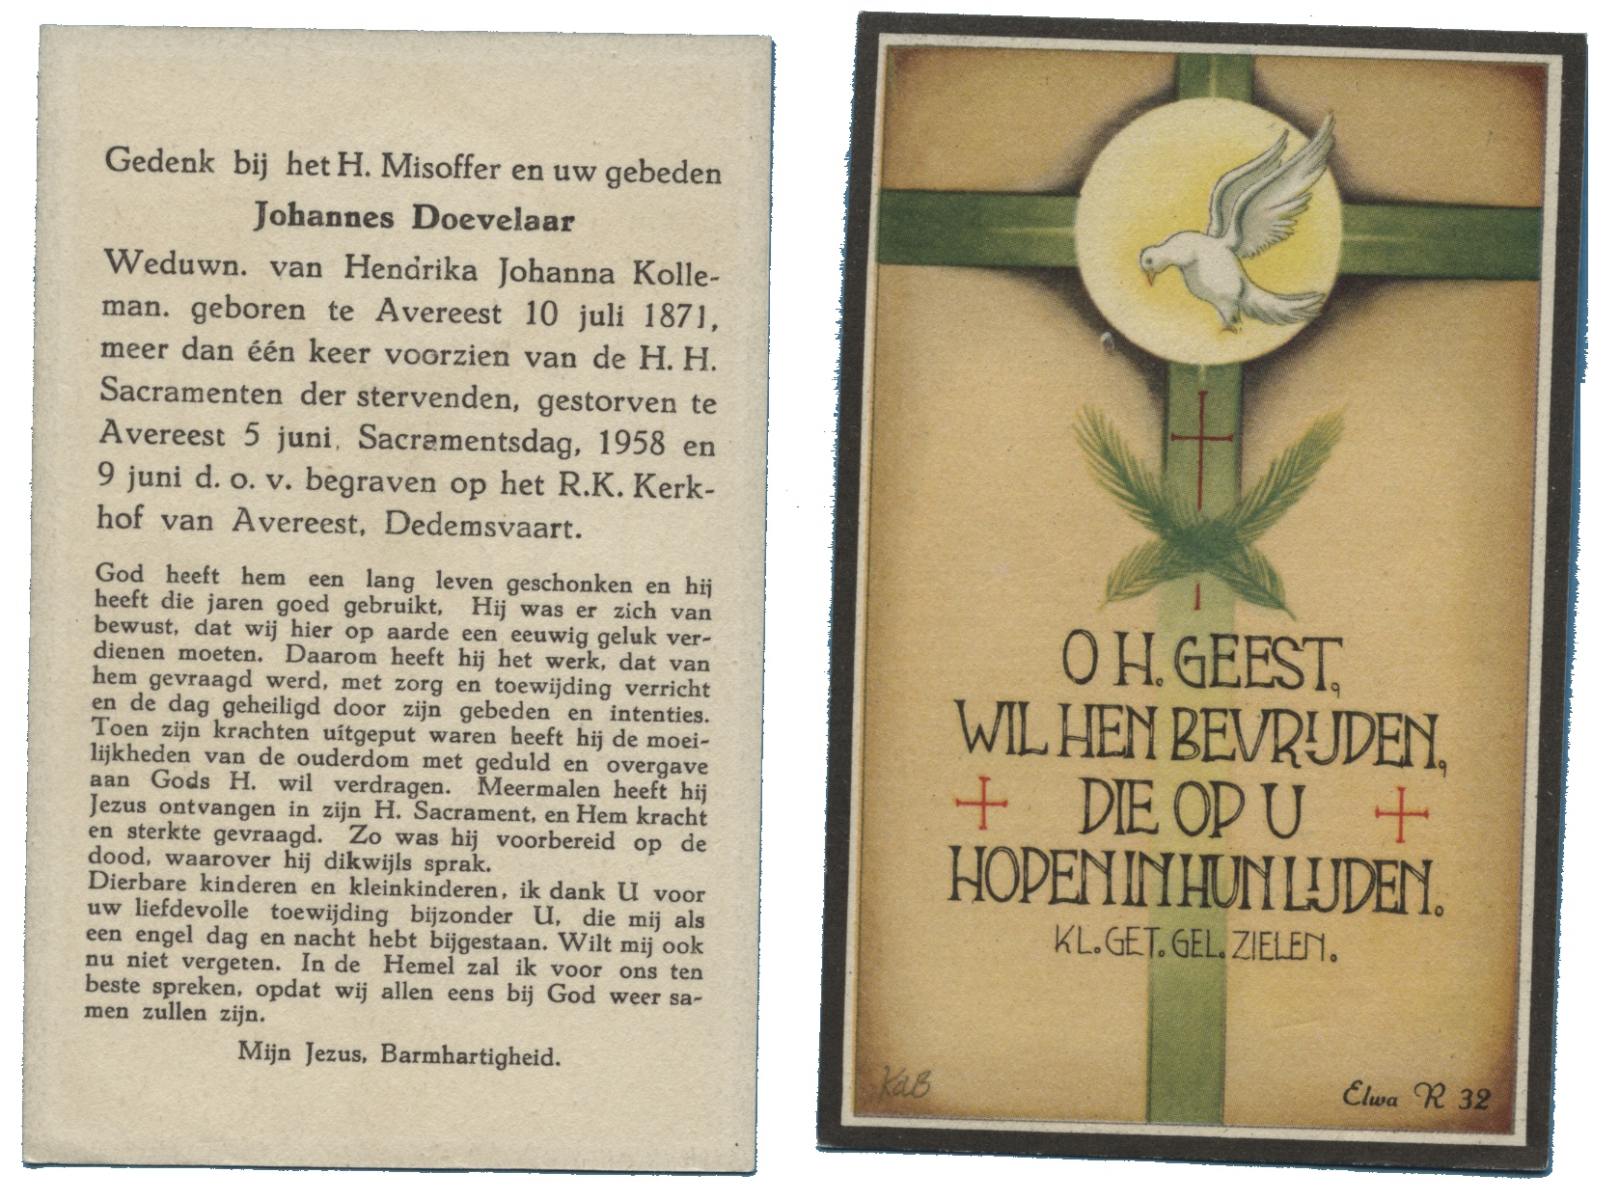 Gedenk bij het H. Misoffer en uw gebeden
Johannes Doevelaar
Weduwn. van Hendrika Johanna Kolle-
man. geboren te Avereest 10 juli 1871,
meer dan één keer voorzien van de H. H.
Sacramenten der stervenden, gestorven te
Avereest 5 juni, Sacramentsdag, 1958 en
9 juni d. o. v. begraven op het R.K. Kerk-
hof van Avereest, Dedemsvaart.
God heeft hem een lang leven geschonken en hij
heeft die jaren goed gebruikt, Hij was er zich van
bewust, dat wij hier op aarde een eeuwig geluk ver-
dienen moeten. Daarom heeft hij het werk, dat van
hem gevraagd werd, met zorg en toewijding verricht
en de dag geheiligd door zijn gebeden en intenties.
Toen zijn krachten uitgeput waren heeft hij de moei-
lijkheden van de ouderdom met geduld en overgave
aan Gods H. wil verdragen. Meermalen heeft hij
Jezus ontvangen in zijn H. Sacrament, en Hem kracht
en sterkte gevraagd. Zo was hij voorbereid op de
dood, waarover hij dikwijls sprak.
Dierbare kinderen en kleinkinderen, ik dank U voor
uw liefdevolle toewijding bijzonder U, die mij als
een engel dag en nacht hebt bijgestaan. Wilt mij ook
nu niet vergeten. In de Hemel zal ik voor ons ten
beste spreken, opdat wij allen eens bij God weer sa-
men zullen zijn.
Mijn Jezus, Barmhartigheid.
O H. GEEST,
WIL HEN BEVRIJDEN,
DIE OP U
HOPEN IN HUN LIJDEN.
KL. GET. GEL. ZIELEN.
KdB
Elwa R 32